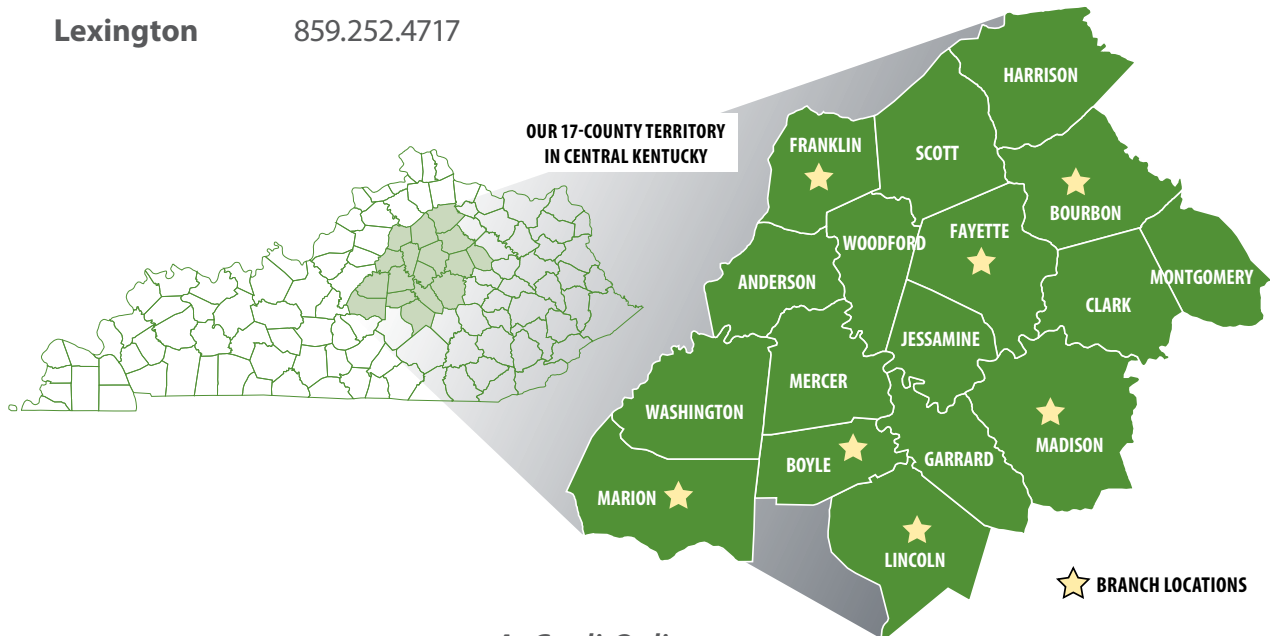 Lexington 859.252.4717
OUR 17-COUNTY TERRITORY
IN CENTRAL KENTUCKY
HARRISON
FRANKLIN
SCOTT
BOURBON
WOODFORD
FAYETTE
ANDERSON
MONTGOMERY
CLARK
JESSAMINE
MERCER
WASHINGTON
MADISON
BOYLE
GARRARD
MARION
LINCOLN
BRANCH LOCATIONS